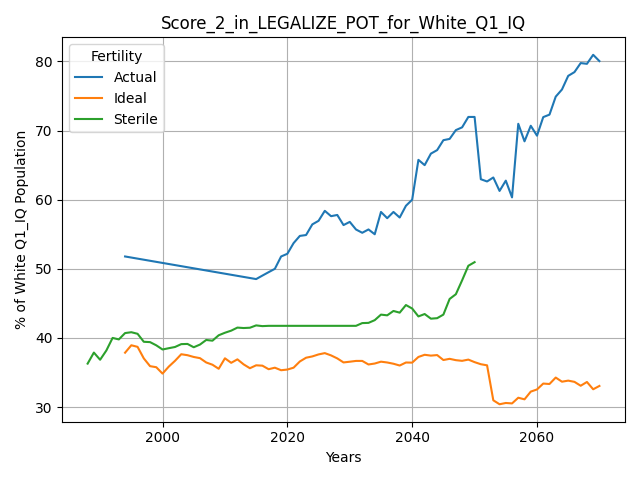 Score_2_in_LEGALIZE_POT_for_White_Q1_IQ
Fertility
Actual
Ideal
Sterile
% of White Q1_IQ Population
80
70
60
50
40
30
2000
2020
2040
2060
Years